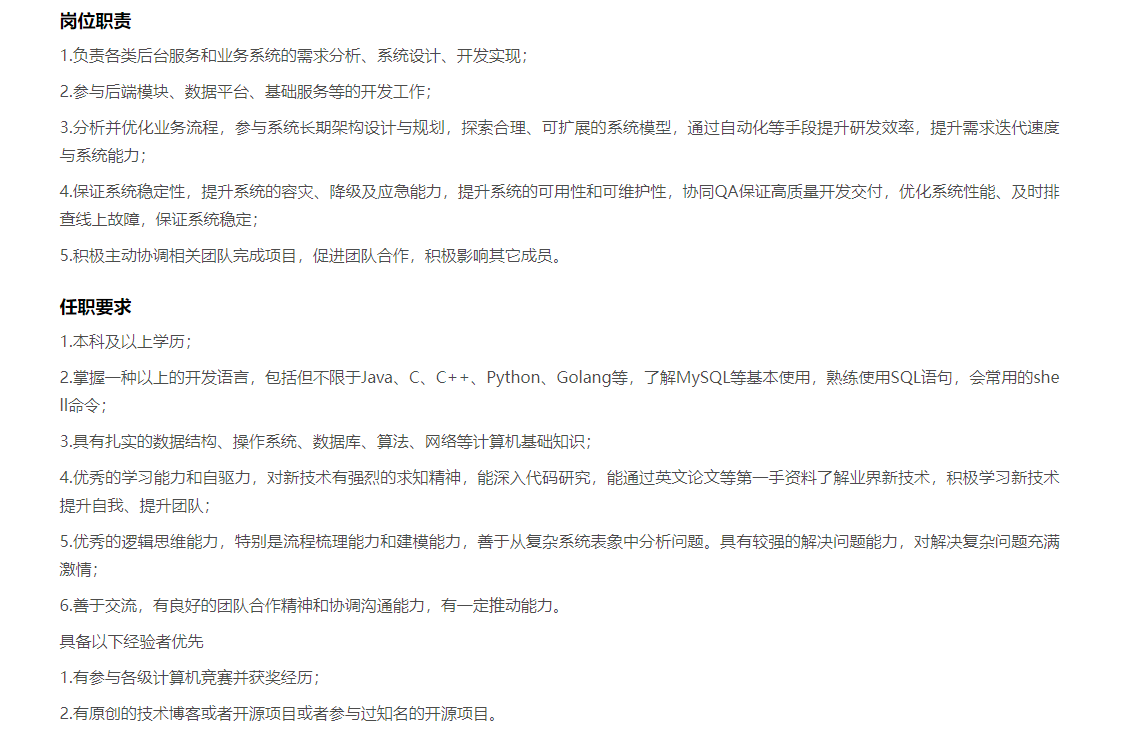 岗位职责
1.负责各类后台服务和业务系统的需求分析、系统设计、开发实现；
2.参与后端模块、数据平台、基础服务等的开发工作；
3.分析并优化业务流程，参与系统长期架构设计与规划，探索合理、可扩展的系统模型，通过自动化等手段提升研发效率，提升需求迭代速度
与系统能力；
4.保证系统稳定性，提升系统的容灾、降级及应急能力，提升系统的可用性和可维护性，协同QA保证高质量开发交付，优化系统性能、及时排
查线上故障，保证系统稳定；
5.积极主动协调相关团队完成项目，促进团队合作，积极影响其它成员。
任职要求
1.本科及以上学历；
2.掌握一种以上的开发语言，包括但不限于Java、C、C++、Python、Golang等，了解MySQL等基本使用，熟练使用SQL语句，会常用的she
ll命令；
3.具有扎实的数据结构、操作系统、数据库、算法、网络等计算机基础知识；
4.优秀的学习能力和自驱力，对新技术有强烈的求知精神，能深入代码研究，能通过英文论文等第一手资料了解业界新技术，积极学习新技术
提升自我、提升团队；
5.优秀的逻辑思维能力，特别是流程梳理能力和建模能力，善于从复杂系统表象中分析问题。具有较强的解决问题能力，对解决复杂问题充满
激情；
6.善于交流，有良好的团队合作精神和协调沟通能力，有一定推动能力。
具备以下经验者优先
1.有参与各级计算机竞赛并获奖经历；
2.有原创的技术博客或者开源项目或者参与过知名的开源项目。